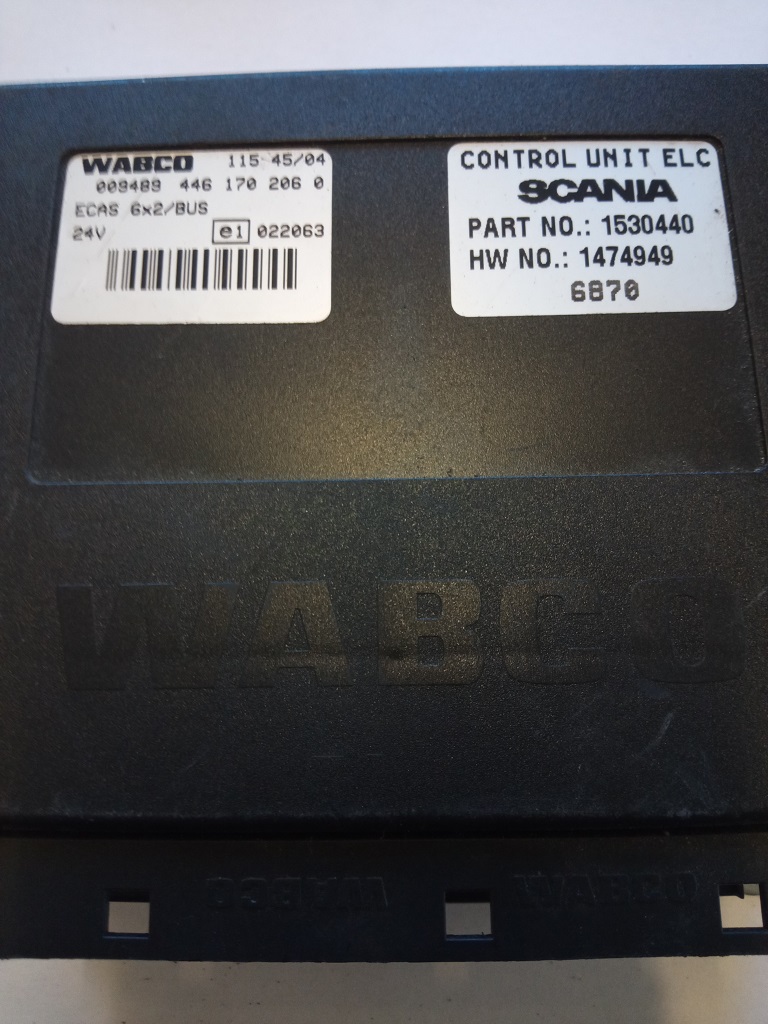 WABCO 115 45/04
009489 446 170 206 0
ECAS 6x2/BUS
24V e1 022063
CONTROL UNIT ELC
SCANIA
PART NO.: 1530440
HW NO.: 1474949
6870
WABCO
WABCO